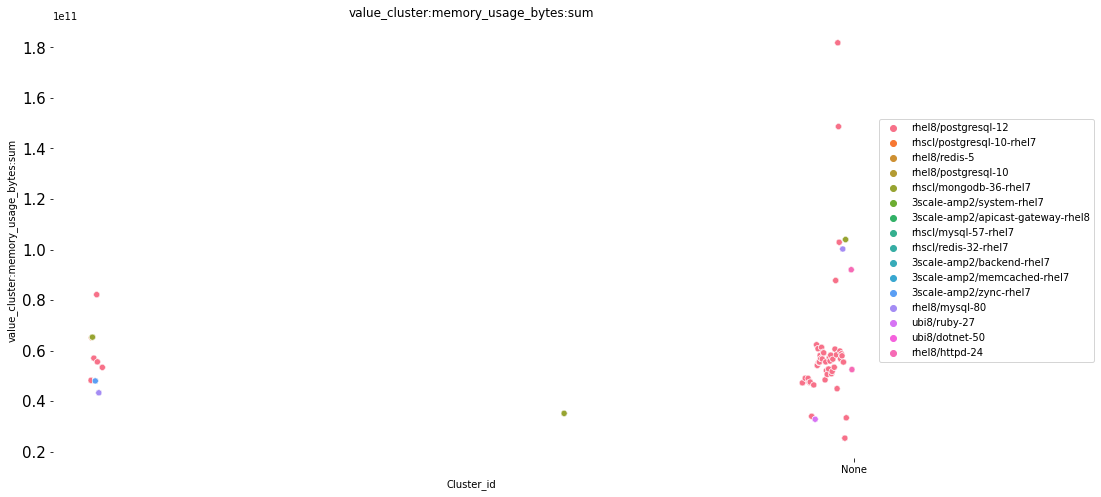 value_cluster:memory_usage_bytes:sum
1e11
1.8
1.6
1.4
1.2
1.0
0.8
0.6
0.4
0.2
value_cluster:memory_usage_bytes:sum
None
Cluster_id
rhel8/postgresql-12
rhscl/postgresql-10-rhel7
rhel8/redis-5
rhel8/postgresql-10
rhscl/mongodb-36-rhel7
3scale-amp2/system-rhel7
3scale-amp2/apicast-gateway-rhel8
rhscl/mysql-57-rhel7
rhscl/redis-32-rhel7
3scale-amp2/backend-rhel7
3scale-amp2/memcached-rhel7
3scale-amp2/zync-rhel7
rhel8/mysql-80
ubi8/ruby-27
ubi8/dotnet-50
rhel8/httpd-24